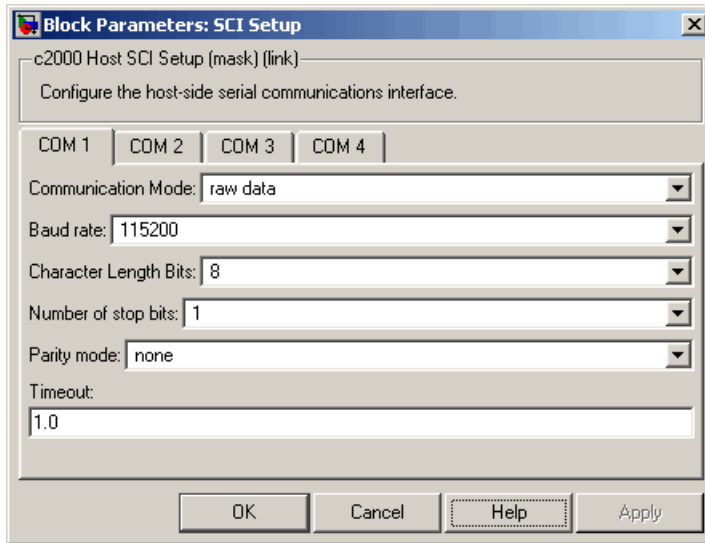 Block Parameters: SCI Setup
c2000 Host SCI Setup (mask) (link)
Configure the host-side serial communications interface.
COM 1 COM 2 COM 3 COM 4
Communication Mode: raw data
Baud rate: 115200
Character Length Bits: 8
Number of stop bits: 1
Parity mode: none
Timeout:
1.0
OK Cancel Help Apply